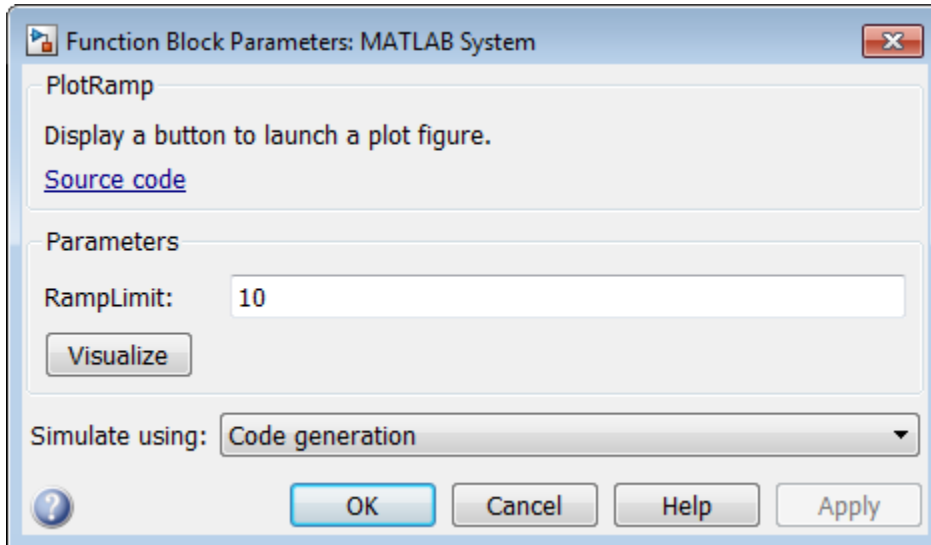 Function Block Parameters: MATLAB System
PlotRamp
Display a button to launch a plot figure.
Source code
Parameters
RampLimit: 10
Visualize
Simulate using: Code generation
? OK Cancel Help Apply